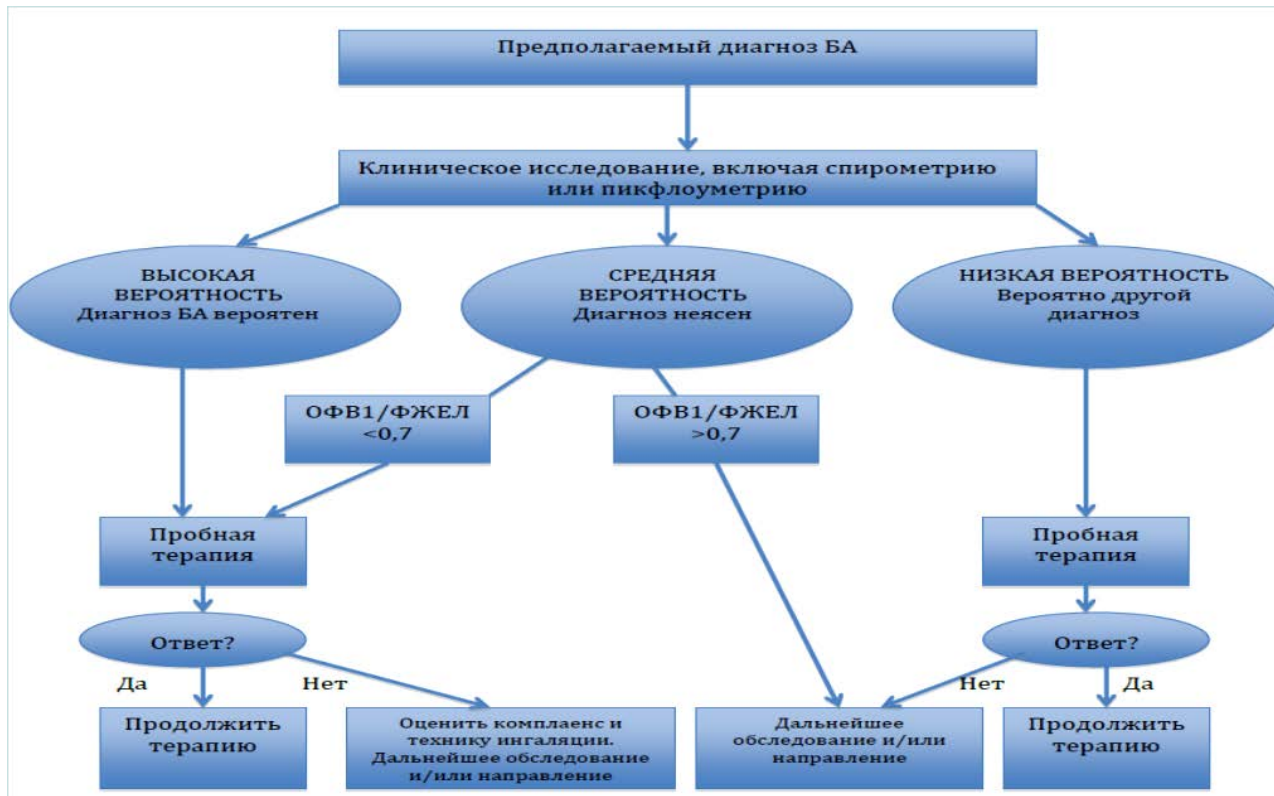 Предполагаемый диагноз БА
Клиническое исследование, включая спирометрию
или пикфлоуметрию
ВЫСОКАЯ
ВЕРОЯТНОСТЬ
Диагноз БА вероятен
СРЕДНЯЯ
ВЕРОЯТНОСТЬ
Диагноз неясен
НИЗКАЯ ВЕРОЯТНОСТЬ
Вероятно другой
диагноз
ОФВ1/ФЖЕЛ
<0,7
ОФВ1/ФЖЕЛ
>0,7
Пробная
терапия
Пробная
терапия
Ответ?
Ответ?
Да
Нет
Нет
Да
Продолжить
терапию
Оценить комплаенс и
технику ингаляции.
Дальнейшее обследование
и/или направление
Дальнейшее
обследование и/или
направление
Продолжить
терапию